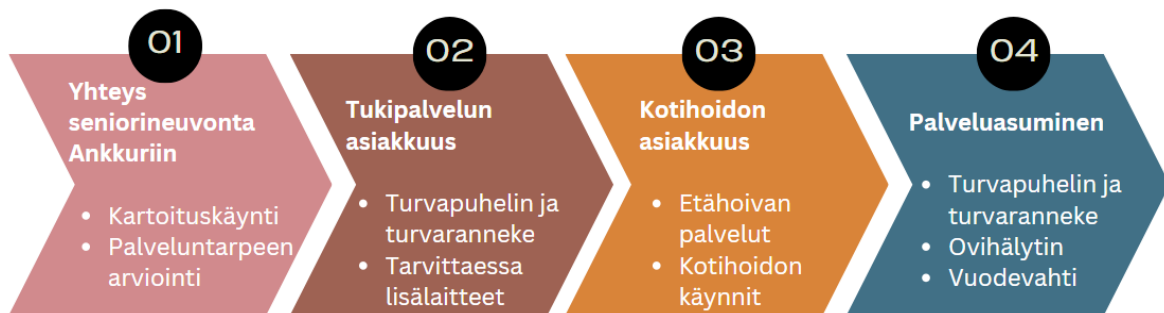 01
Yhteys
seniorineuvonta
Ankkuriin
• Kartoituskäynti
• Palveluntarpeen
arviointi
02
Tukipalvelun
asiakkuus
• Turvapuhelin ja
turvaranneke
• Tarvittaessa
lisälaitteet
03
Kotihoidon
asiakkuus
• Etähoivan
palvelut
• Kotihoidon
käynnit
04
Palveluasuminen
• Turvapuhelin ja
turvaranneke
• Ovihälytin
• Vuodevahti